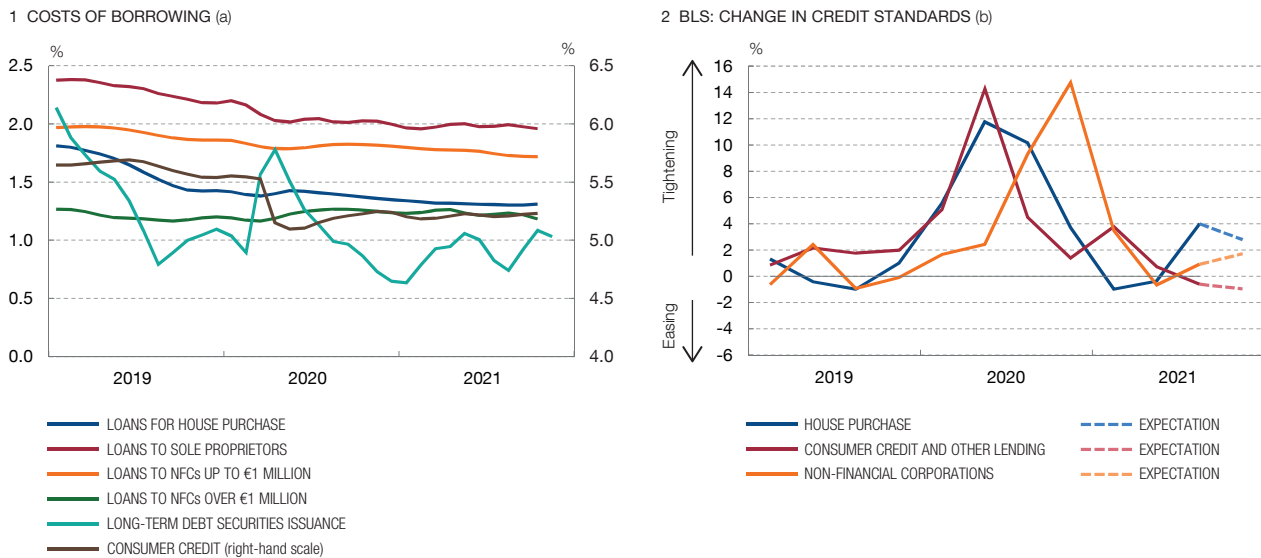 1 COSTS OF BORROWING (a)
%
%
2.5
2.0
1.5
1.0
0.5
0.0
6.5
6.0
5.5
5.0
4.5
4.0
2019
2020
2021
LOANS FOR HOUSE PURCHASE
LOANS TO SOLE PROPRIETORS
LOANS TO NFCs UP TO €1 MILLION
LOANS TO NFCs OVER €1 MILLION
LONG-TERM DEBT SECURITIES ISSUANCE
CONSUMER CREDIT (right-hand scale)
2 BLS: CHANGE IN CREDIT STANDARDS (b)
%
Tightening
Easing
16
14
12
10
8
6
4
2
0
-2
-4
-6
2019
2020
2021
HOUSE PURCHASE
CONSUMER CREDIT AND OTHER LENDING
NON-FINANCIAL CORPORATIONS
EXPECTATION
EXPECTATION
EXPECTATION